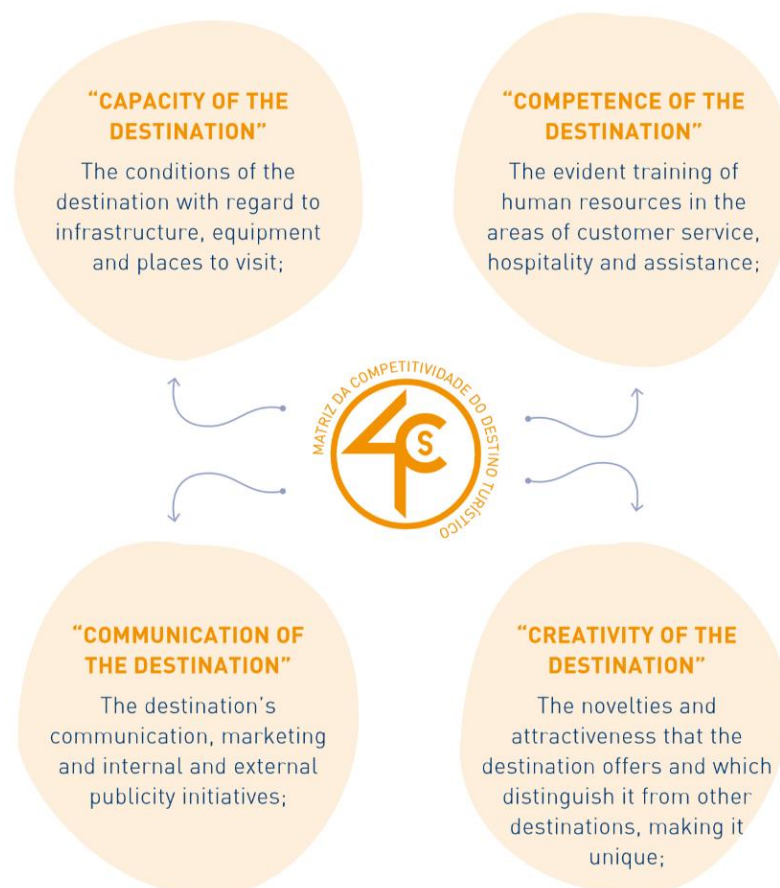 “CAPACITY OF THE
DESTINATION”
The conditions of the
destination with regard to
infrastructure, equipment
and places to visit;
“COMPETENCE OF THE
DESTINATION”
The evident training of
human resources in the
areas of customer service,
hospitality and assistance;
MATRIZ DA COMPETITIVIDADE DO DESTINO TURÍSTICO
4Cs
“COMMUNICATION OF
THE DESTINATION”
The destination’s
communication, marketing
and internal and external
publicity initiatives;
“CREATIVITY OF THE
DESTINATION”
The novelties and
attractiveness that the
destination offers and which
distinguish it from other
destinations, making it
unique;